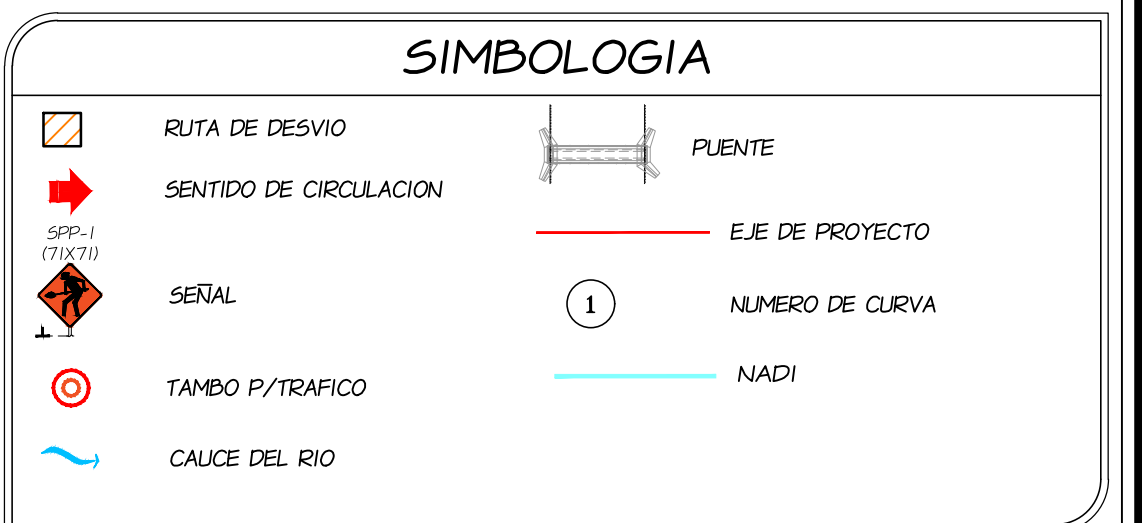 SIMBOLOGIA
RUTA DE DESVIO
SENTIDO DE CIRCULACION
SPP-1
(71X71)
SEÑAL
TAMBO P/TRAFICO
CAUCE DEL RIO
PUENTE
EJE DE PROYECTO
1
NUMERO DE CURVA
NADI